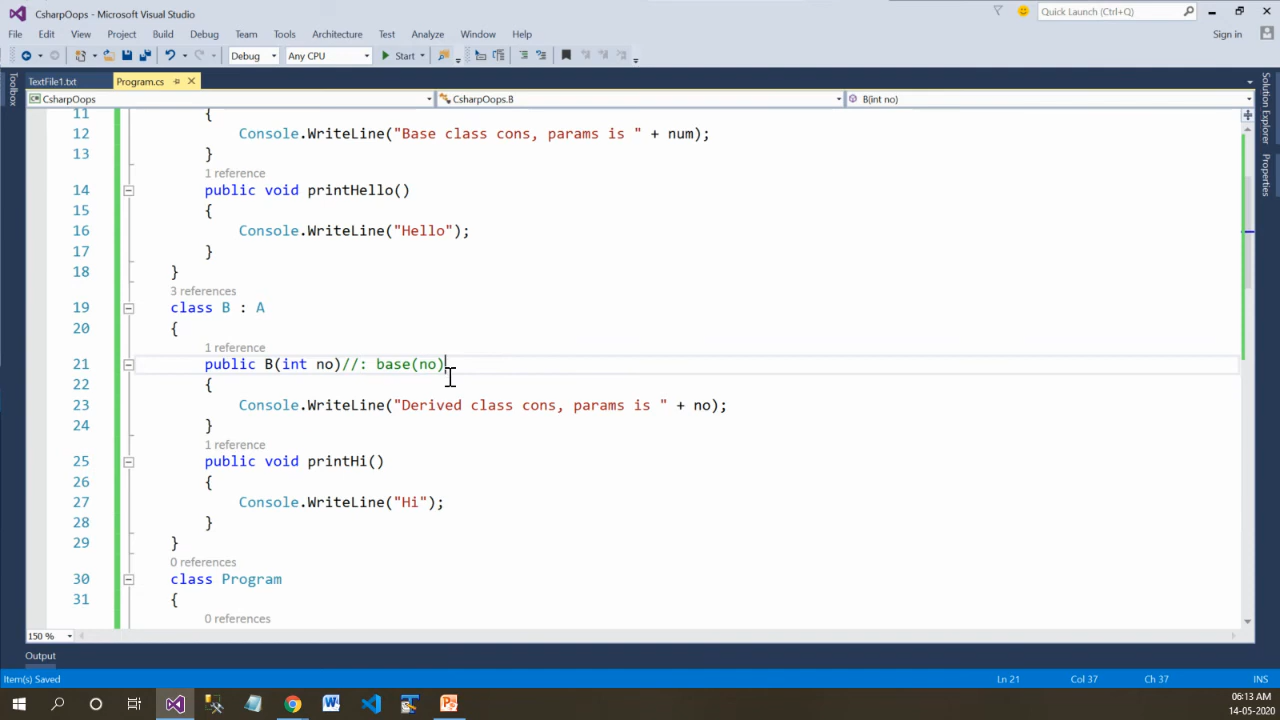 CsharpOops - Microsoft Visual Studio
Quick Launch (Ctrl+Q)
File Edit View Project Build Debug Team Tools Architecture Test Analyze Window Help
Sign in
Debug Any CPU Start
TextFile1.txt Program.cs
CsharpOops CsharpOops.B B(int no)
Toolbox
Solution Explorer
Properties
11 {
12 Console.WriteLine("Base class cons, params is " + num);
13 }
1 reference
14 public void printHello()
15 {
16 Console.WriteLine("Hello");
17 }
18 }
3 references
19 class B : A
20 {
1 reference
21 public B(int no)//: base(no)
22 {
23 Console.WriteLine("Derived class cons, params is " + no);
24 }
1 reference
25 public void printHi()
26 {
27 Console.WriteLine("Hi");
28 }
29 }
0 references
30 class Program
31 {
0 references
150 %
Output
Item(s) Saved Ln 21 Col 37 Ch 37 INS
06:13 AM
14-05-2020